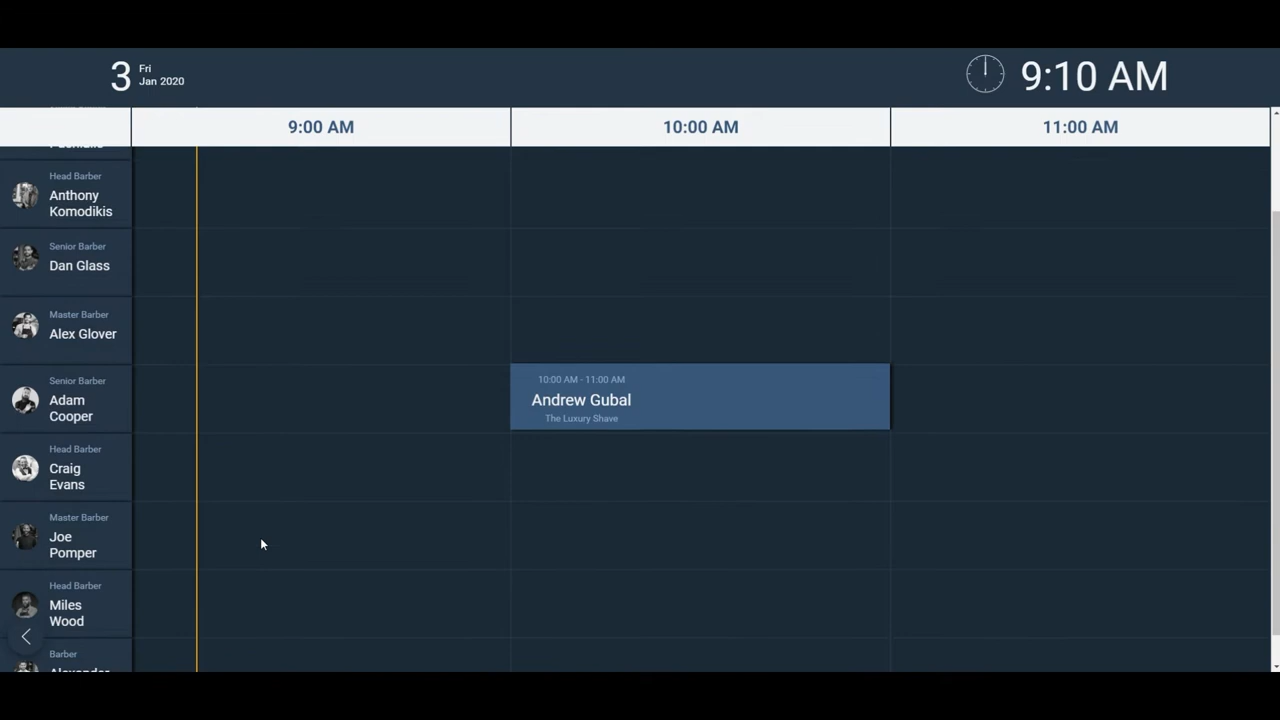 3
Fri
Jan 2020
9:10 AM
9:00 AM
10:00 AM
11:00 AM
Head Barber
Anthony
Komodikis
Senior Barber
Dan Glass
Master Barber
Alex Glover
Senior Barber
Adam
Cooper
10:00 AM - 11:00 AM
Andrew Gubal
The Luxury Shave
Head Barber
Craig
Evans
Master Barber
Joe
Pomper
Head Barber
Miles
Wood
Barber